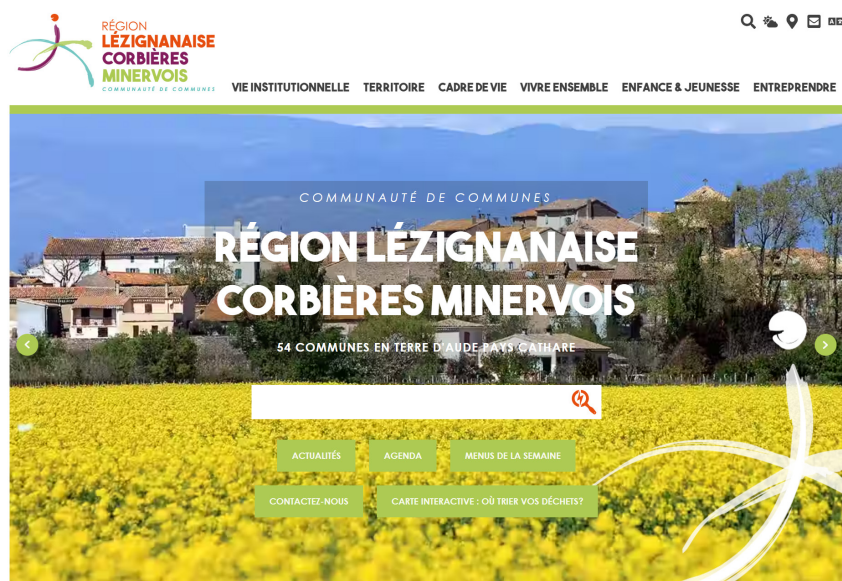 RÉGION
LÉZIGNANAISE
CORBIÈRES
MINERVOIS
COMMUNAUTÉ DE COMMUNES
VIE INSTITUTIONNELLE TERRITOIRE CADRE DE VIE VIVRE ENSEMBLE ENFANCE & JEUNESSE ENTREPRENDRE
COMMUNAUTÉ DE COMMUNES
RÉGION LÉZIGNANAISE
CORBIÈRES MINERVOIS
54 COMMUNES EN TERRE D'AUDE PAYS CATHARE
ACTUALITÉS AGENDA MENUS DE LA SEMAINE
CONTACTEZ-NOUS CARTE INTERACTIVE : OÙ TRIER VOS DÉCHETS?